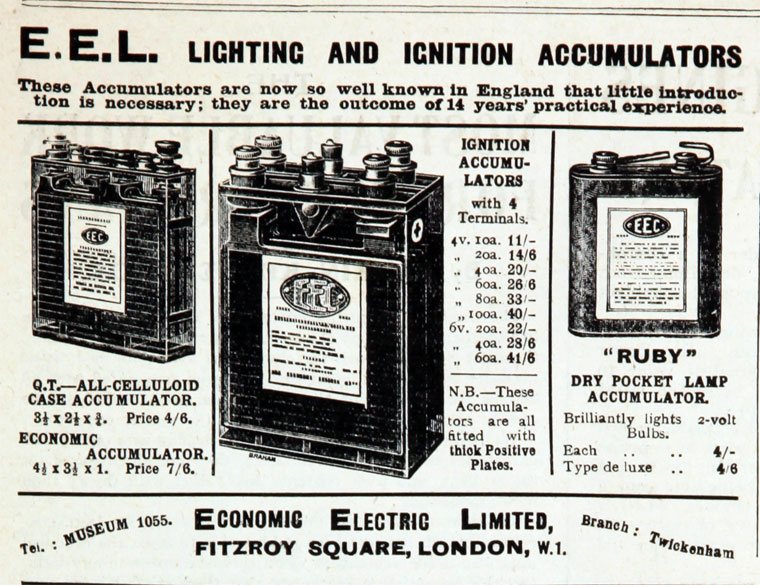 E.E.L. LIGHTING AND IGNITION ACCUMULATORS
These Accumulators are now so well known in England that little introduc-
tion is necessary; they are the outcome of 14 years' practical experience.
EEC
Q.T.—ALL-CELLULOID
CASE ACCUMULATOR.
3½ x 2½ x ¾. Price 4/6.
ECONOMIC
ACCUMULATOR.
4½ x 3½ x 1. Price 7/6.
EEC
BRAHAM
IGNITION
ACCUMU-
LATORS
with 4
Terminals.
4v. 10a. 11/-
„ 20a. 14/6
„ 40a. 20/-
„ 60a. 26 6
„ 80a. 33/-
„ 100a. 40/-
6v. 20a. 22/-
„ 40a. 28/6
„ 60a. 41/6
N.B.—These
Accumula-
tors are all
fitted with
thick Positive
Plates.
EEC
"RUBY"
DRY POCKET LAMP
ACCUMULATOR.
Brilliantly lights 2-volt
Bulbs.
Each .. .. 4/-
Type de luxe .. 4/6
Tel. : MUSEUM 1055.
ECONOMIC ELECTRIC LIMITED,
FITZROY SQUARE, LONDON, W.1.
Branch : Twickenham